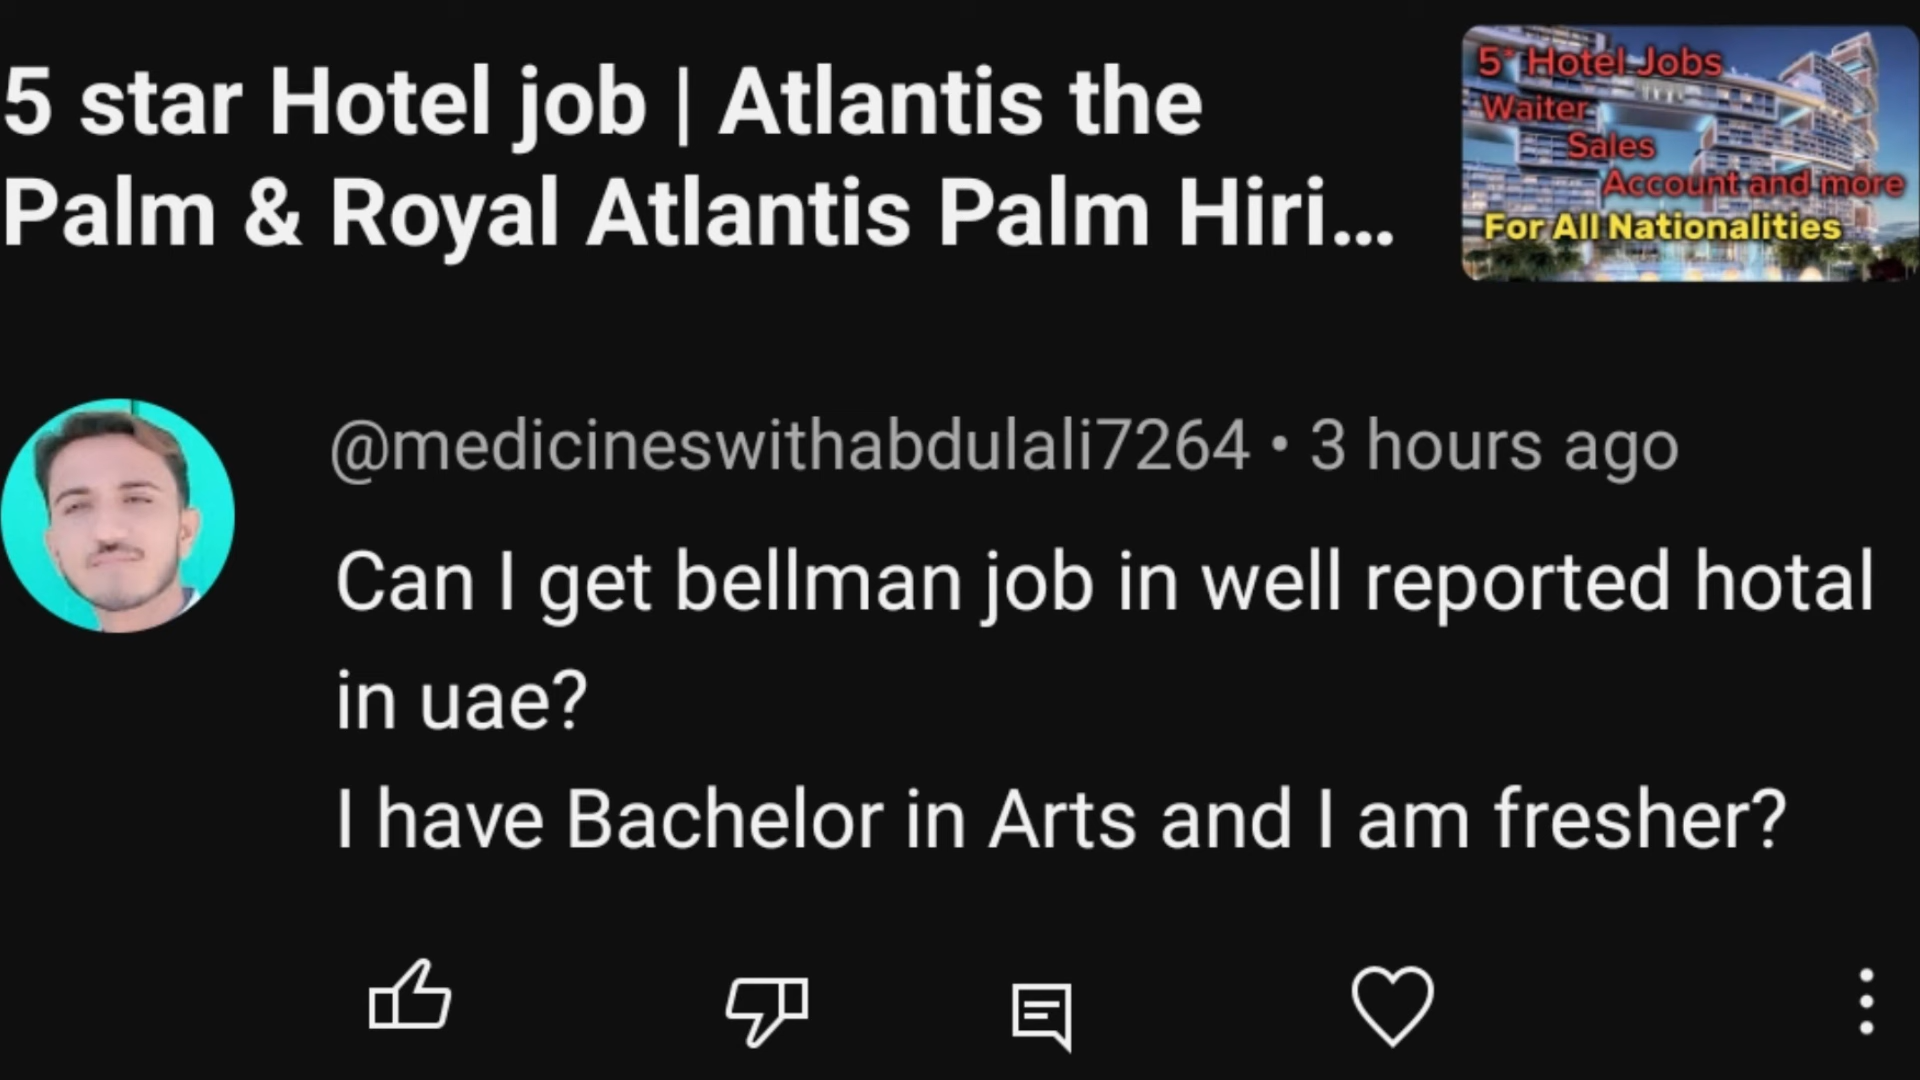 5 star Hotel job | Atlantis the
Palm & Royal Atlantis Palm Hiri...
5* Hotel Jobs
Waiter
Sales
Account and more
For All Nationalities
@medicineswithabdulali7264 • 3 hours ago
Can I get bellman job in well reported hotal
in uae?
I have Bachelor in Arts and I am fresher?